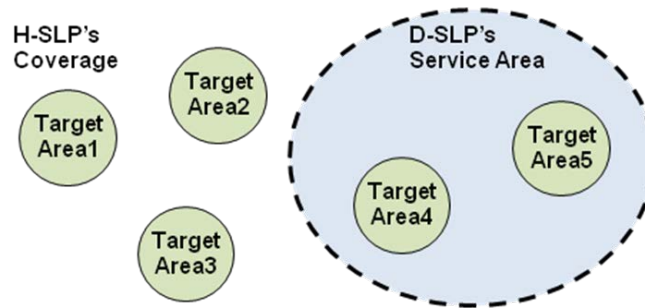 H-SLP's
Coverage
D-SLP's
Service Area
Target
Area1
Target
Area2
Target
Area3
Target
Area4
Target
Area5